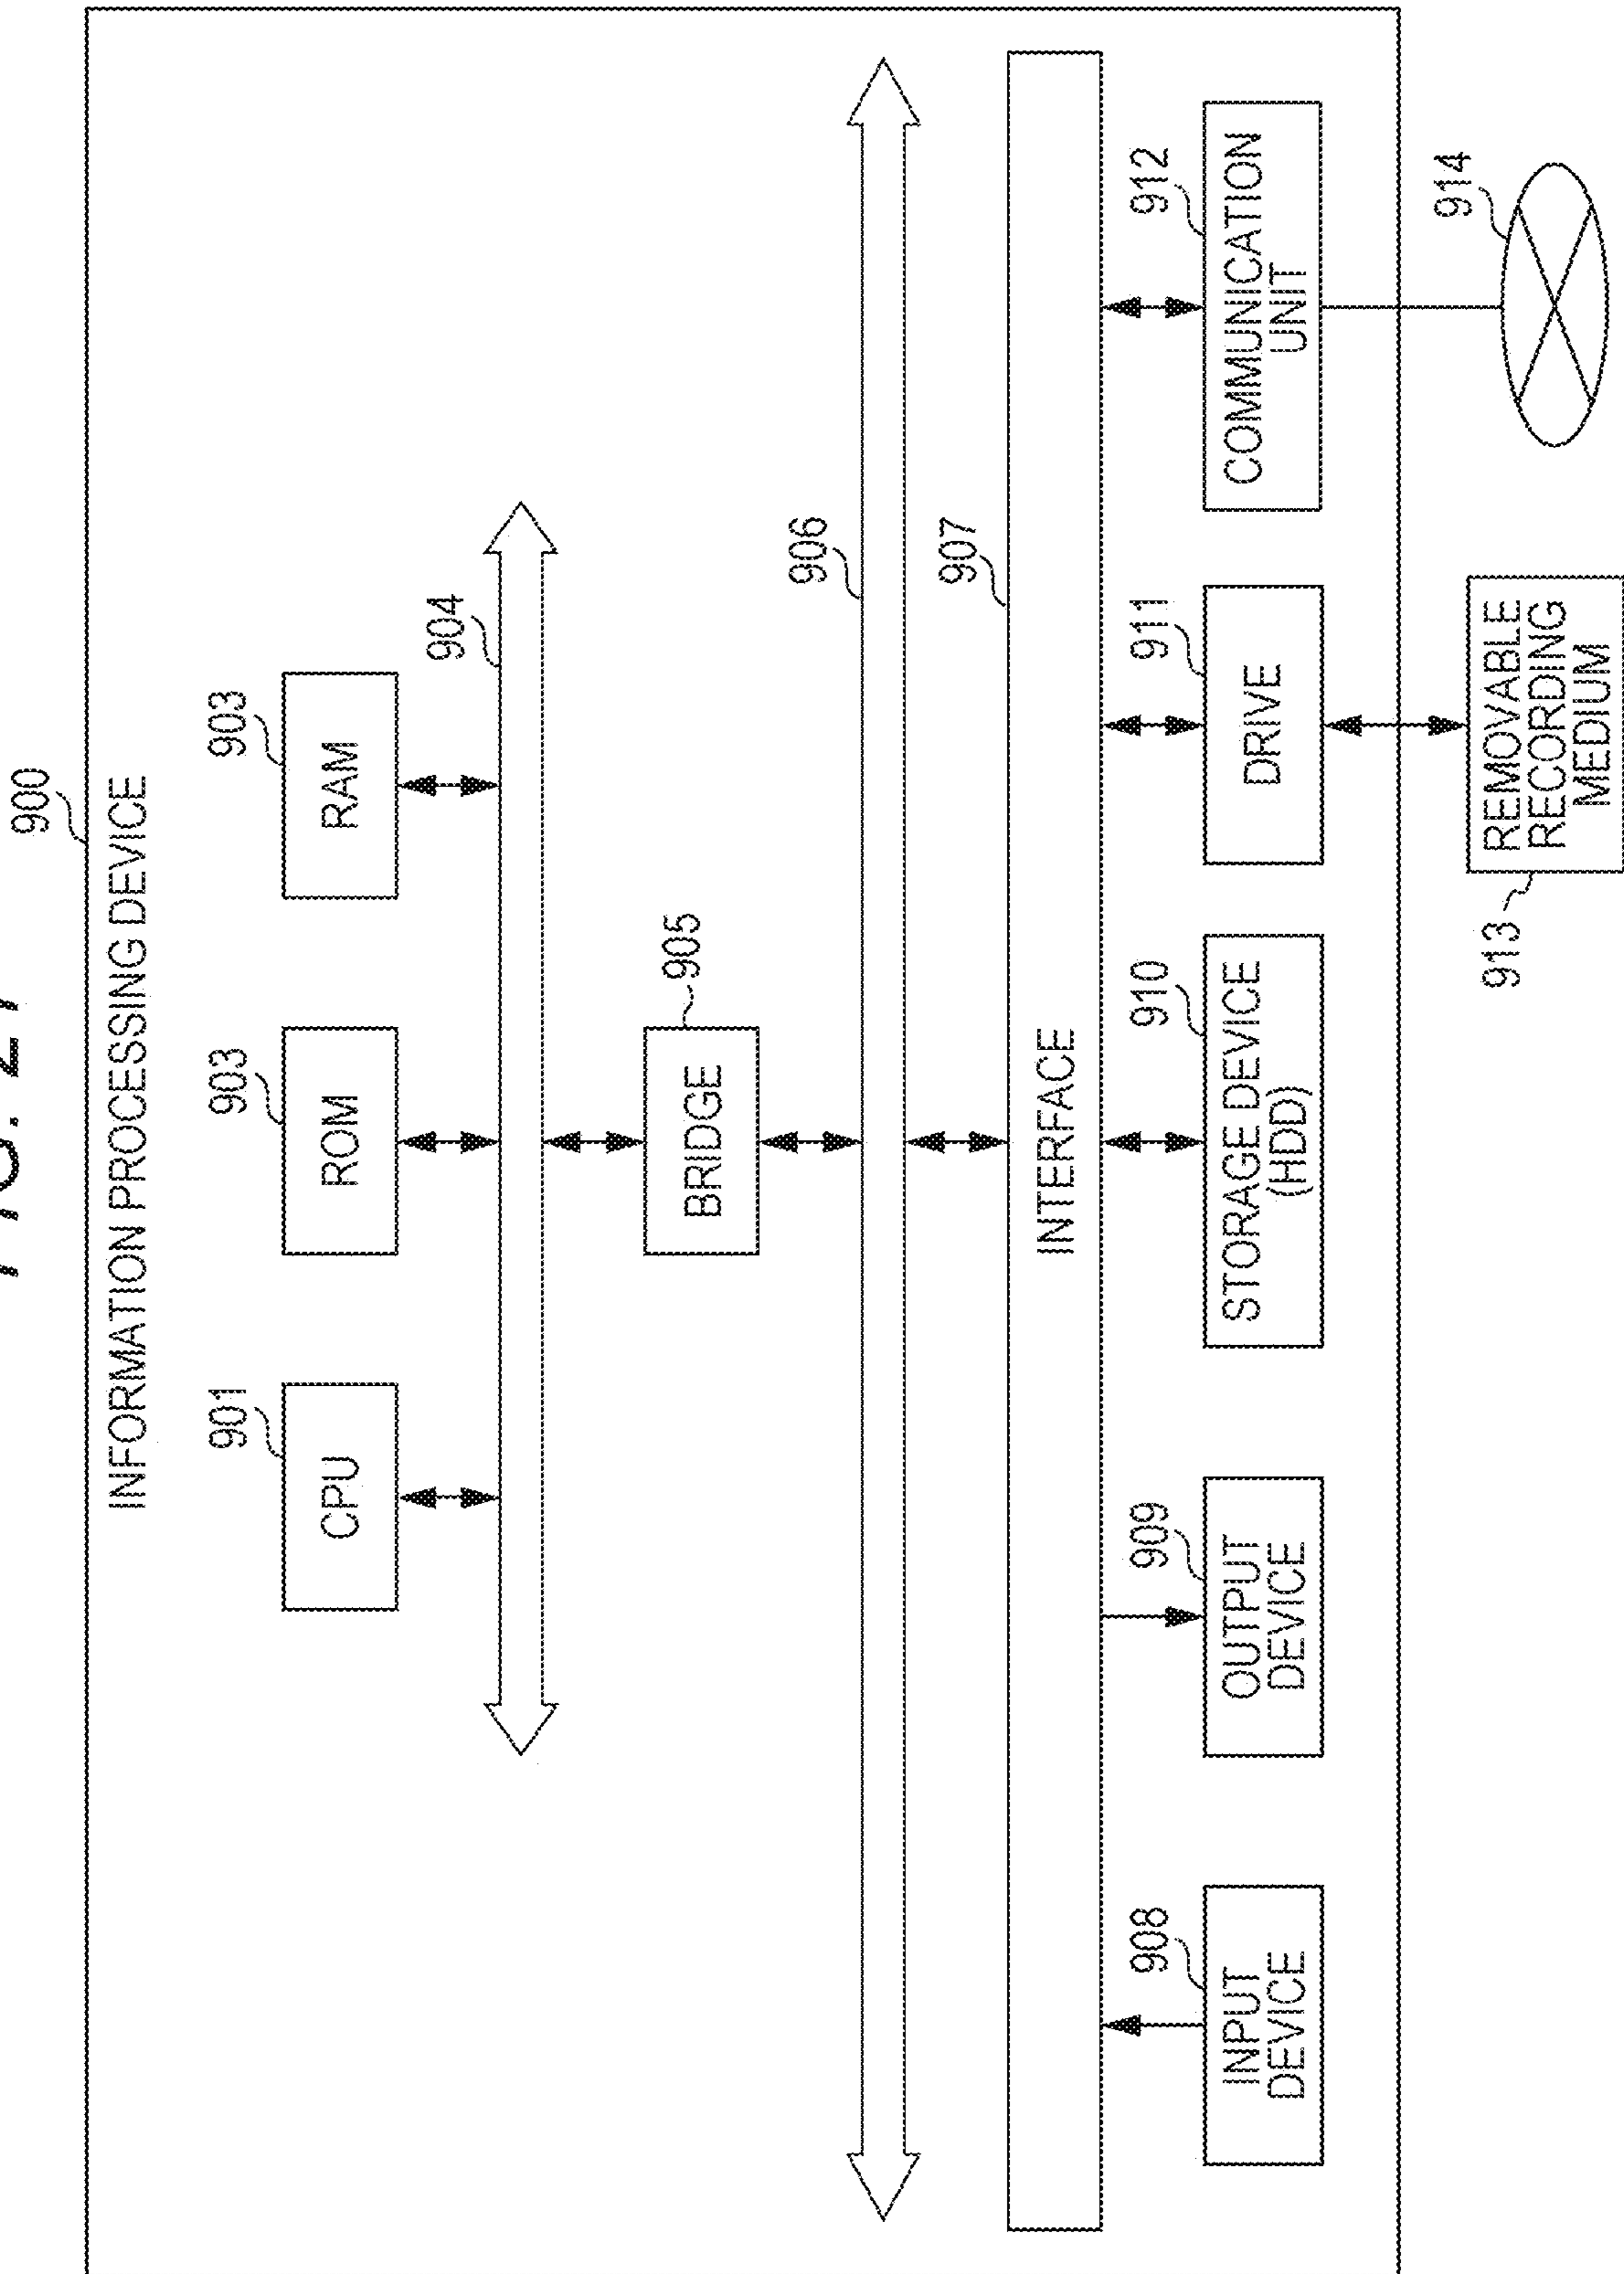 900
INFORMATION PROCESSING DEVICE
901
903
903
CPU
ROM
RAM
904
BRIDGE
905
906
907
INTERFACE
908
909
910
911
912
INPUT
DEVICE
OUTPUT
DEVICE
STORAGE DEVICE
(HDD)
DRIVE
COMMUNICATION
UNIT
913
REMOVABLE
RECORDING
MEDIUM
914